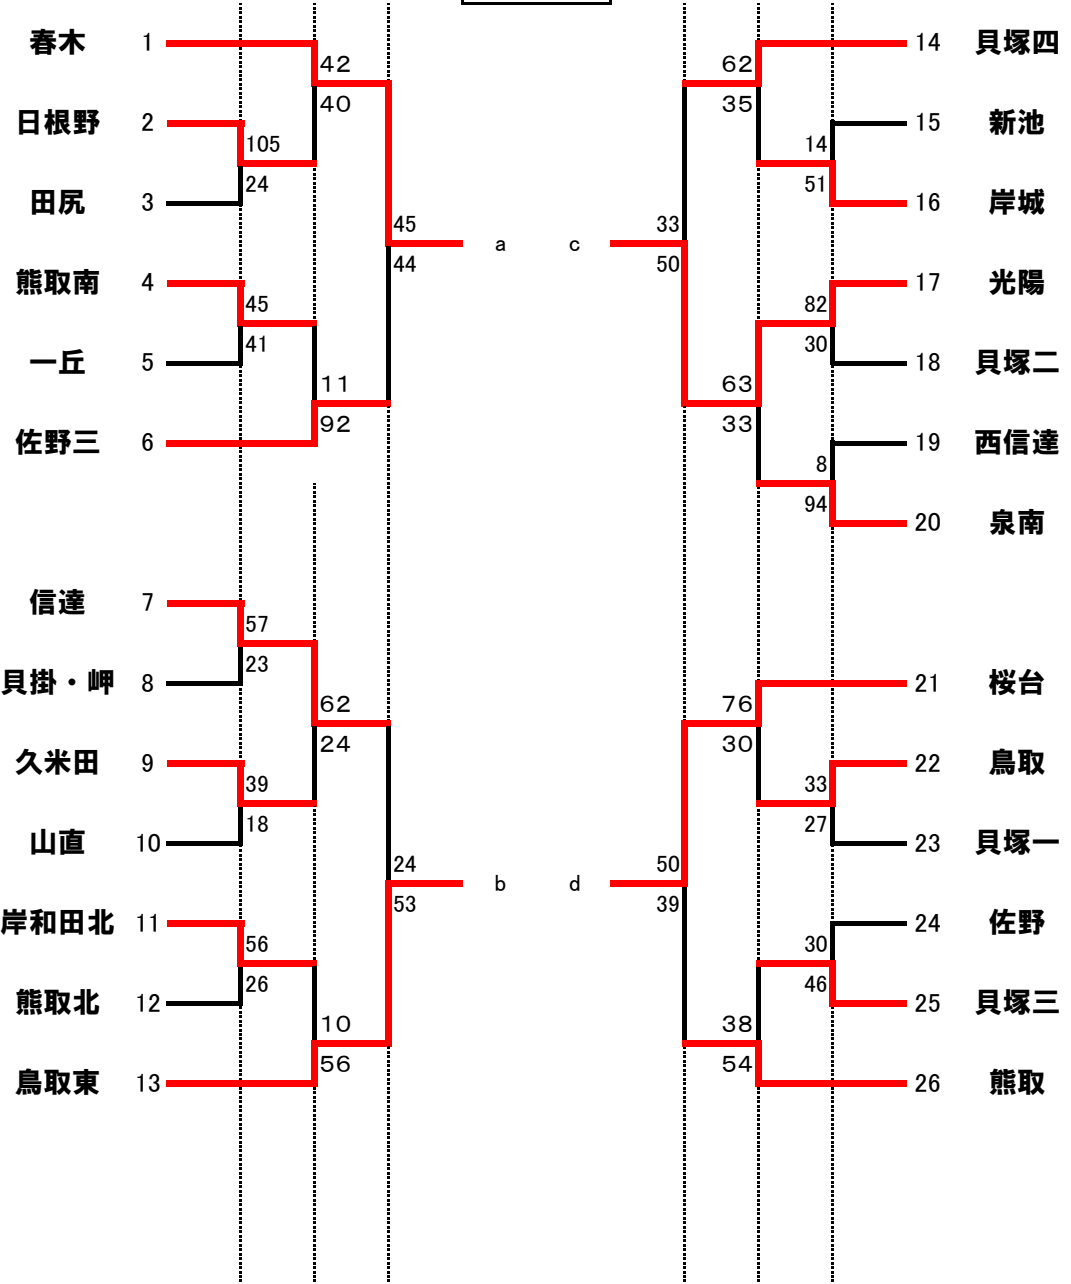 春木 1 42 62 14 貝塚四
40 35
日根野 2 105 14 15 新池
24 51
田尻 3 16 岸城
45 33
a c
44 50
熊取南 4 45 82 17 光陽
41 30
一丘 5 18 貝塚二
11 63
92 33
佐野三 6 8 19 西信達
94
20 泉南
信達 7 57
23
貝掛・岬 8 62 76 21 桜台
24 30
久米田 9 39 33 22 鳥取
18 27
山直 10 23 貝塚一
24 50
b d
53 39
岸和田北 11 56 30 24 佐野
26 46
熊取北 12 25 貝塚三
10 38
56 54
鳥取東 13 26 熊取